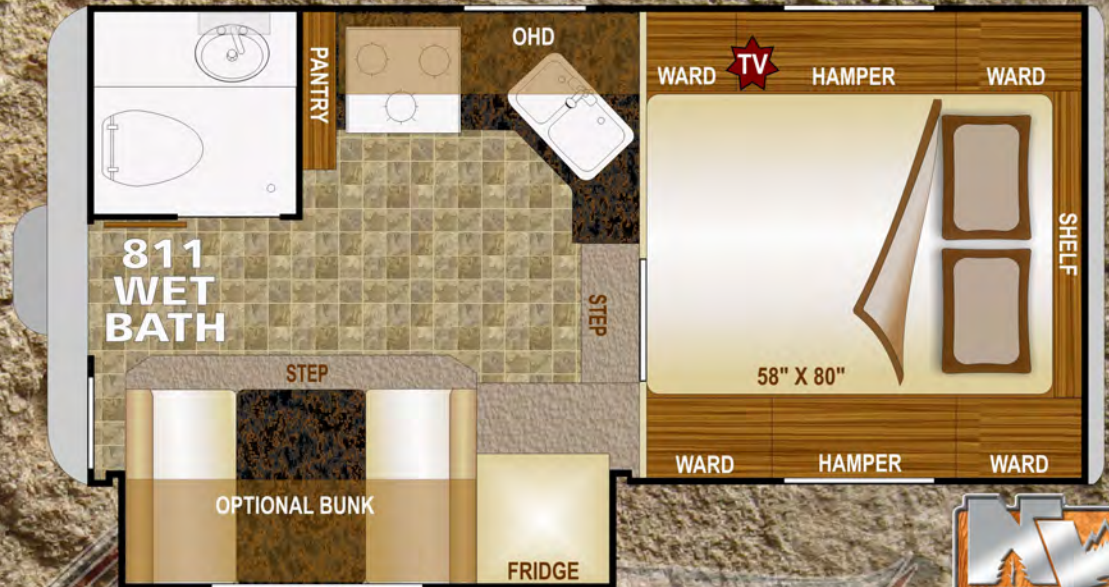 PANTRY
OHD
WARD
TV
HAMPER
WARD
811
WET
BATH
STEP
SHELF
STEP
58" X 80"
WARD
HAMPER
WARD
OPTIONAL BUNK
FRIDGE